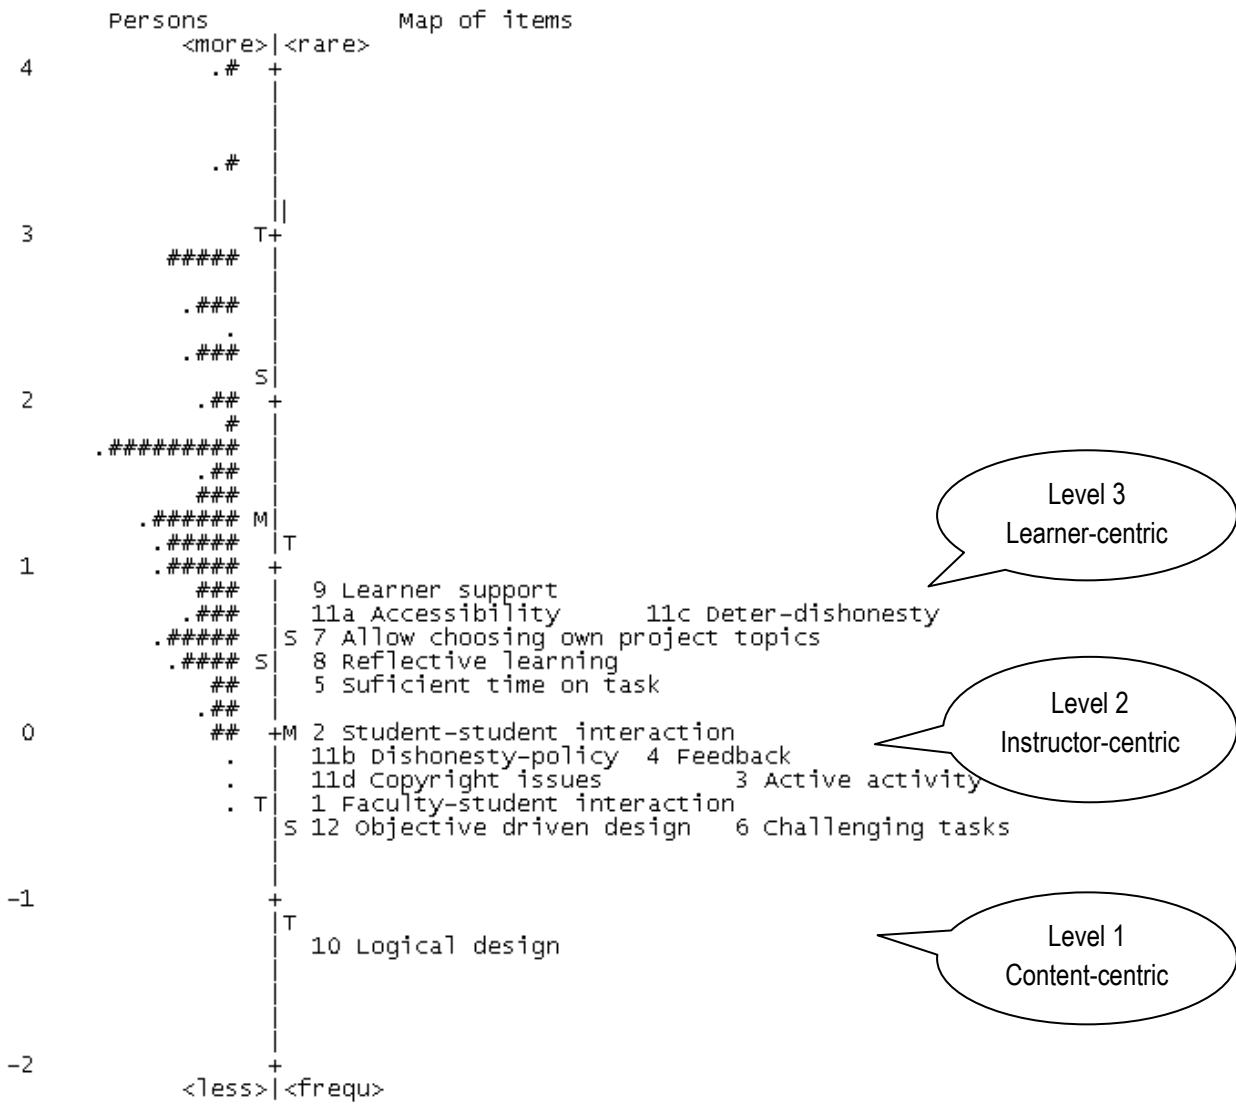 Persons Map of items
<more>|<rare>
4 .# +
|
|
|
.# |
|
||
3 T+
##### |
|
.### |
. |
.### |
S|
2 .## +
# |
.######### |
.## |
### |
.###### M|
.##### |T
1 .##### +
### | 9 Learner support
.### | 11a Accessibility 11c Deter-dishonesty
.##### |S 7 Allow choosing own project topics
.#### S| 8 Reflective learning
## | 5 Suficient time on task
.## |
0 ## +M 2 Student-student interaction
. | 11b Dishonesty-policy 4 Feedback
. | 11d Copyright issues 3 Active activity
. T| 1 Faculty-student interaction
|S 12 Objective driven design 6 Challenging tasks
|
|
-1 +
|T
| 10 Logical design
|
|
|
|
-2 +
<less>|<frequ>
Level 3
Learner-centric
Level 2
Instructor-centric
Level 1
Content-centric